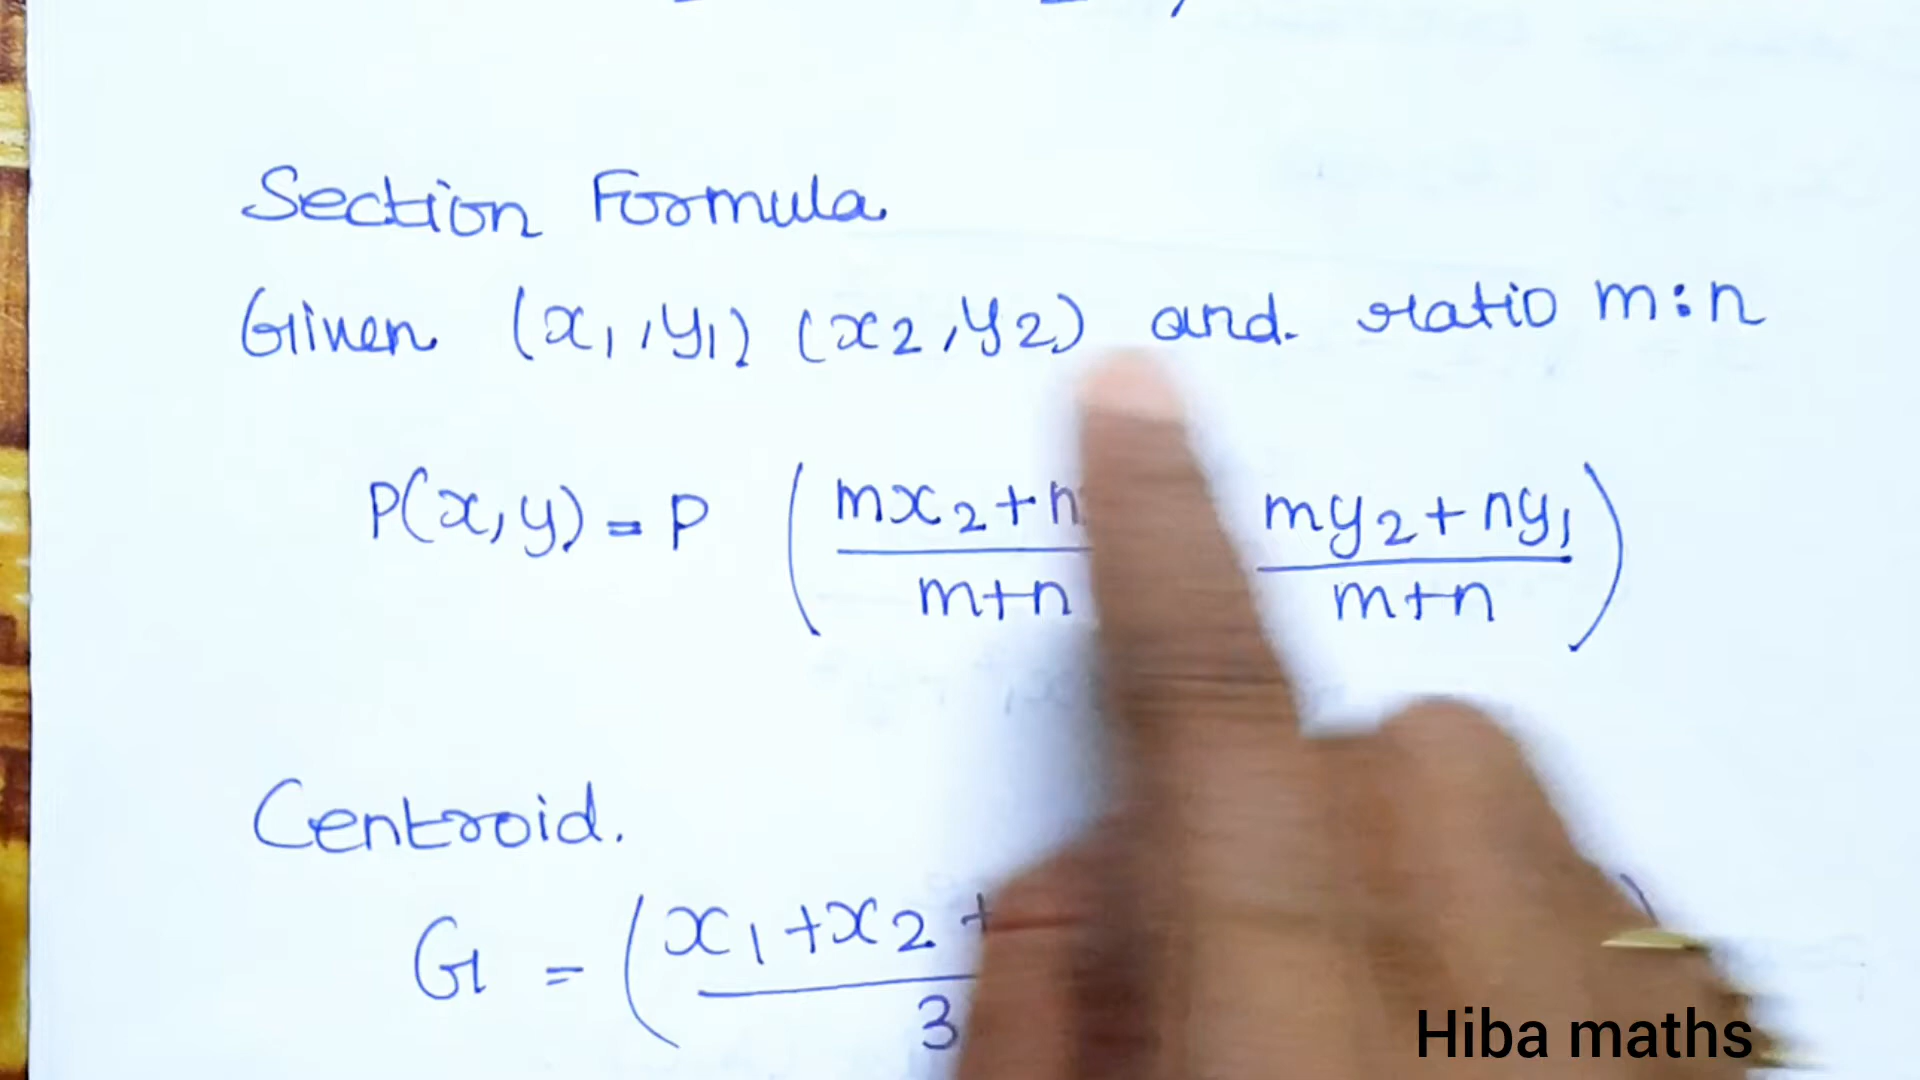 Section Formula
Given (x₁, y₁) (x₂, y₂) and ratio m:n
P(x, y) = P (mx₂+n my₂+ny₁)
m+n m+n
Centroid.
G = (x₁+x₂+
3
Hiba maths